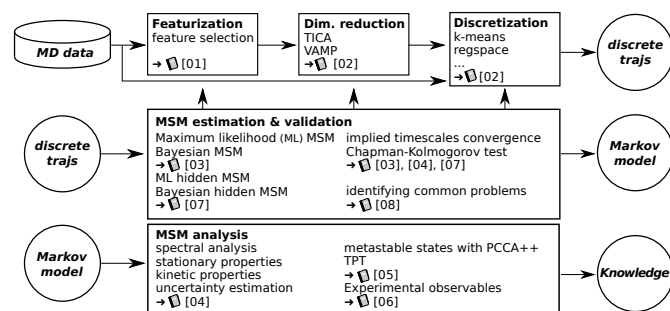 MD data
Featurization
feature selection
→ [01]
Dim. reduction
TICA
VAMP
→ [02]
Discretization
k-means
regspace
...
→ [02]
discrete
trajs
discrete
trajs
MSM estimation & validation
Maximum likelihood (ML) MSM
Bayesian MSM
→ [03]
ML hidden MSM
Bayesian hidden MSM
→ [07]
implied timescales convergence
Chapman-Kolmogorov test
→ [03], [04], [07]
identifying common problems
→ [08]
Markov
model
Markov
model
MSM analysis
spectral analysis
stationary properties
kinetic properties
uncertainty estimation
→ [04]
metastable states with PCCA++
TPT
→ [05]
Experimental observables
→ [06]
Knowledge